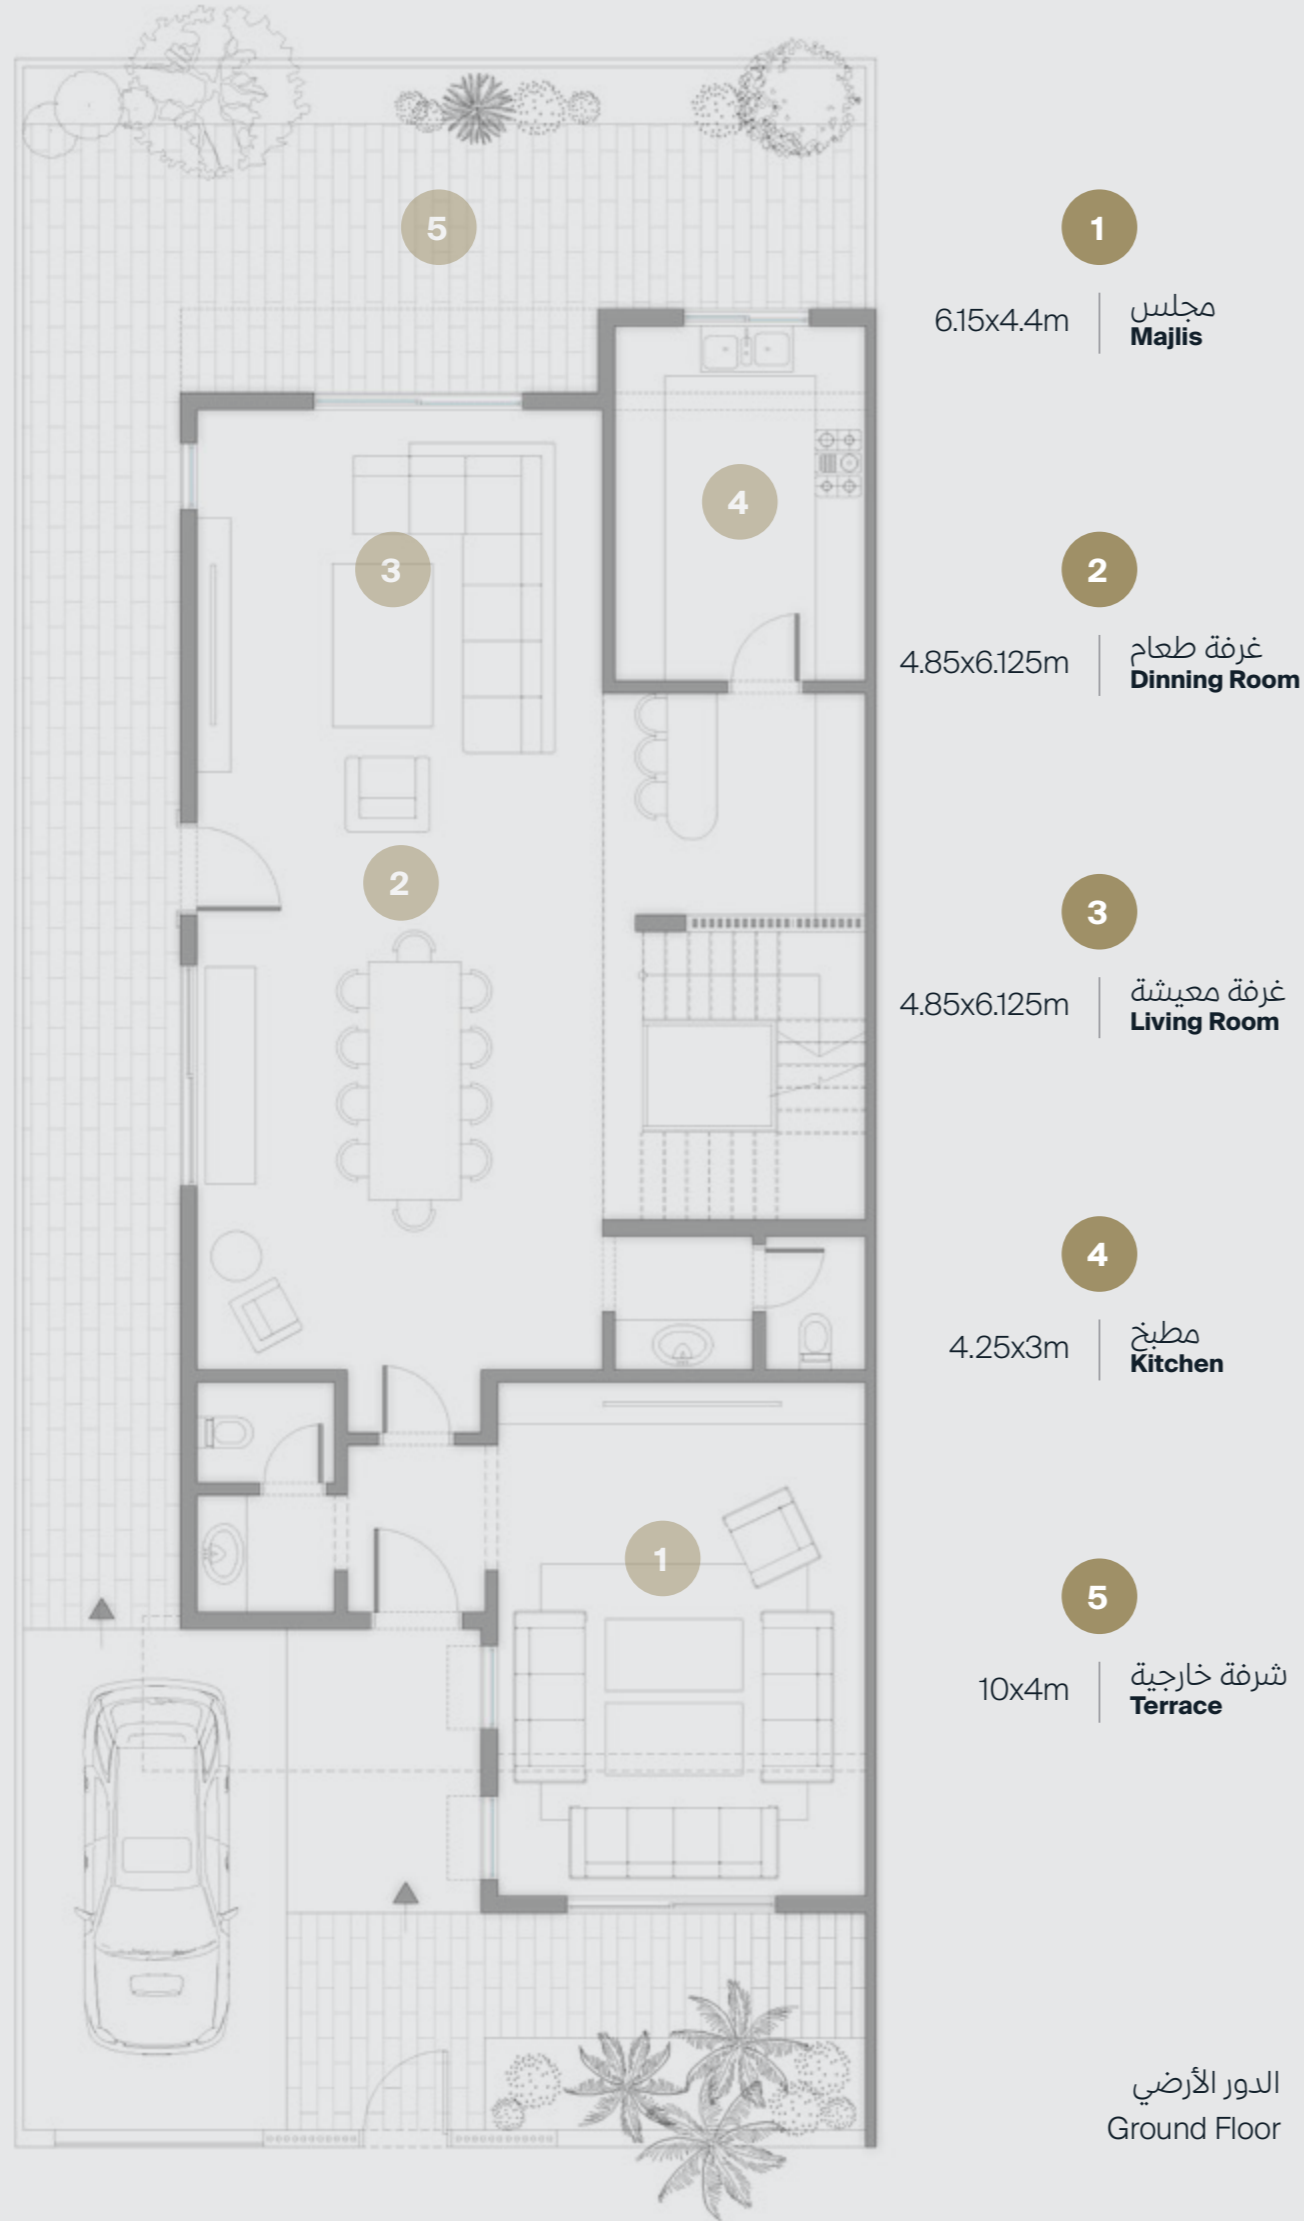 5
4
3
2
1
1
6.15x4.4m
مجلس
Majlis
2
4.85x6.125m
غرفة طعام
Dinning Room
3
4.85x6.125m
غرفة معيشة
Living Room
4
4.25x3m
مطبخ
Kitchen
5
10x4m
شرفة خارجية
Terrace
الدور الأرضي
Ground Floor